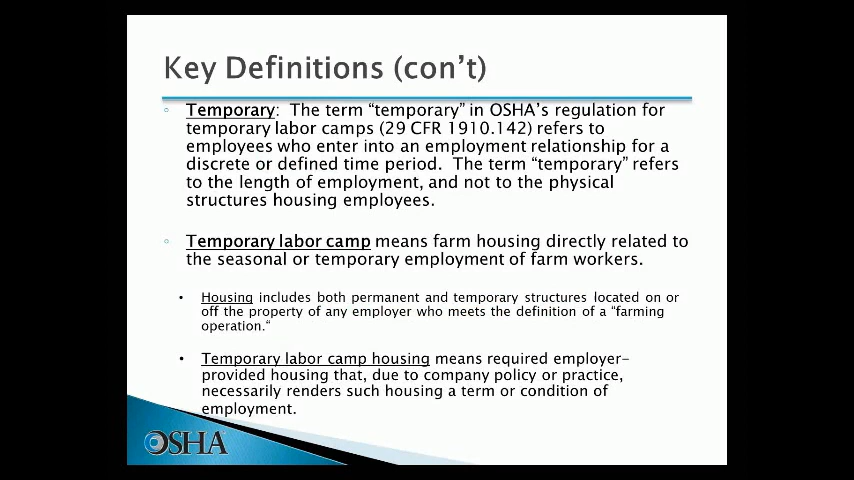 Key Definitions (con’t)
◦ Temporary: The term “temporary” in OSHA’s regulation for
temporary labor camps (29 CFR 1910.142) refers to
employees who enter into an employment relationship for a
discrete or defined time period. The term “temporary” refers
to the length of employment, and not to the physical
structures housing employees.
◦ Temporary labor camp means farm housing directly related to
the seasonal or temporary employment of farm workers.
• Housing includes both permanent and temporary structures located on or
off the property of any employer who meets the definition of a “farming
operation.“
• Temporary labor camp housing means required employer-
provided housing that, due to company policy or practice,
necessarily renders such housing a term or condition of
employment.
OSHA